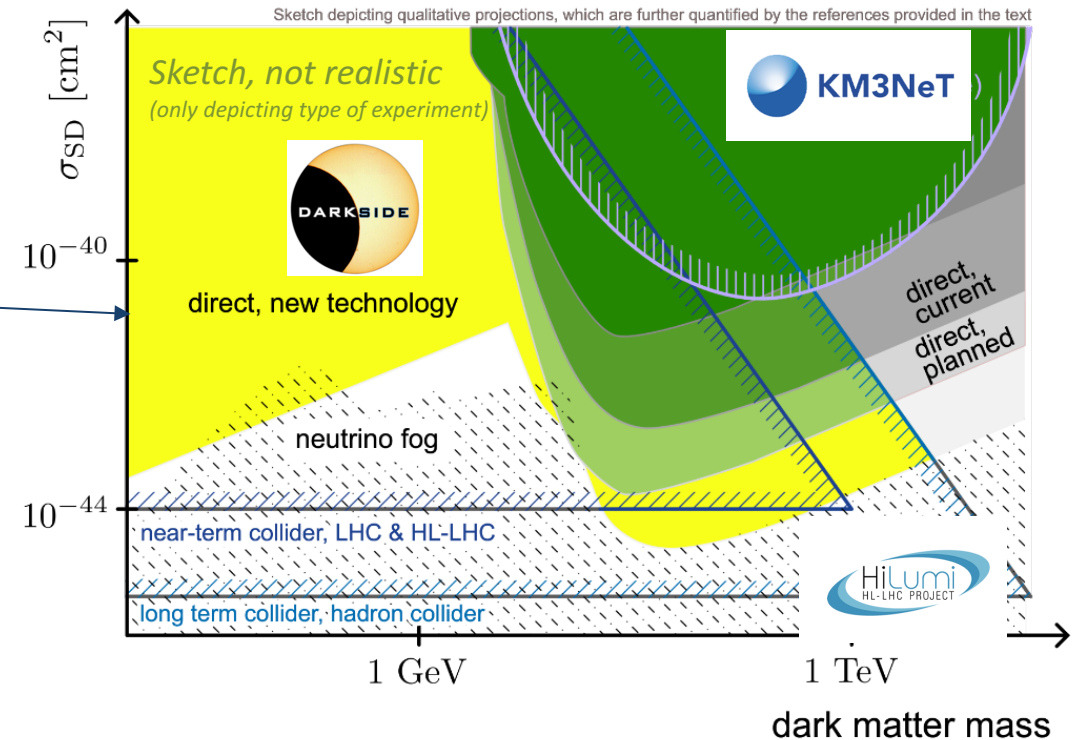 Sketch depicting qualitative projections, which are further quantified by the references provided in the text
σSD [cm²]
Sketch, not realistic
(only depicting type of experiment)
KM3NeT )
DARKSIDE
10⁻⁴⁰
direct, new technology
direct,
current
direct,
planned
neutrino fog
10⁻⁴⁴
near-term collider, LHC & HL-LHC
HiLumi
HL-LHC PROJECT
long term collider, hadron collider
1 GeV
1 TeV
dark matter mass